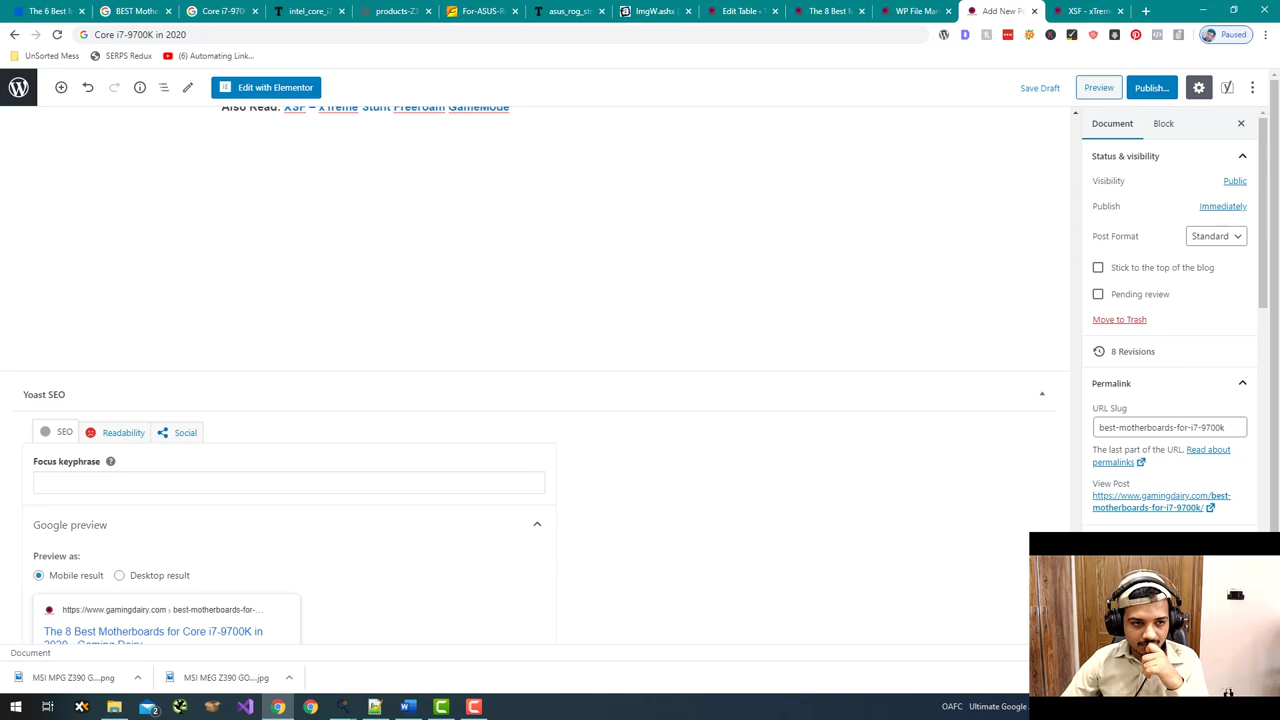 The 6 Best M
BEST Mothe
Core i7-970
intel_core_i7
products-Z3
For-ASUS-R
asus_rog_str
ImgW.ashx (
Edit Table ‹ T
The 8 Best M
WP File Man
Add New Po
XSF - xTrem
Core i7-9700K in 2020
Paused
UnSorted Mess
SERPS Redux
(6) Automating Link...
Edit with Elementor
Save Draft
Preview
Publish...
Also Read: XSF – xTreme Stunt Freeroam GameMode
Document
Block
Status & visibility
Visibility
Public
Publish
Immediately
Post Format
Standard
Stick to the top of the blog
Pending review
Move to Trash
8 Revisions
Permalink
URL Slug
best-motherboards-for-i7-9700k
The last part of the URL. Read about
permalinks
View Post
https://www.gamingdairy.com/best-
motherboards-for-i7-9700k/
Yoast SEO
SEO
Readability
Social
Focus keyphrase
Google preview
Preview as:
Mobile result
Desktop result
https://www.gamingdairy.com › best-motherboards-for-...
The 8 Best Motherboards for Core i7-9700K in
2020 - Gaming Dairy
Document
MSI MPG Z390 G....png
MSI MEG Z390 GO....jpg
OAFC
Ultimate Google